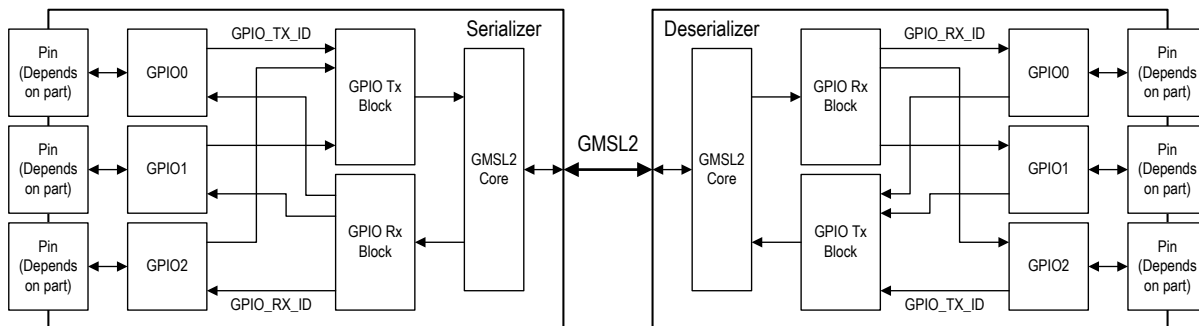 Serializer
Deserializer
GPIO_TX_ID
GPIO_RX_ID
Pin
(Depends
on part)
GPIO0
GPIO Tx
Block
GPIO Rx
Block
GPIO0
Pin
(Depends
on part)
GMSL2
Pin
(Depends
on part)
GPIO1
GMSL2
Core
GMSL2
Core
GPIO1
Pin
(Depends
on part)
Pin
(Depends
on part)
GPIO2
GPIO Rx
Block
GPIO Tx
Block
GPIO2
Pin
(Depends
on part)
GPIO_RX_ID
GPIO_TX_ID